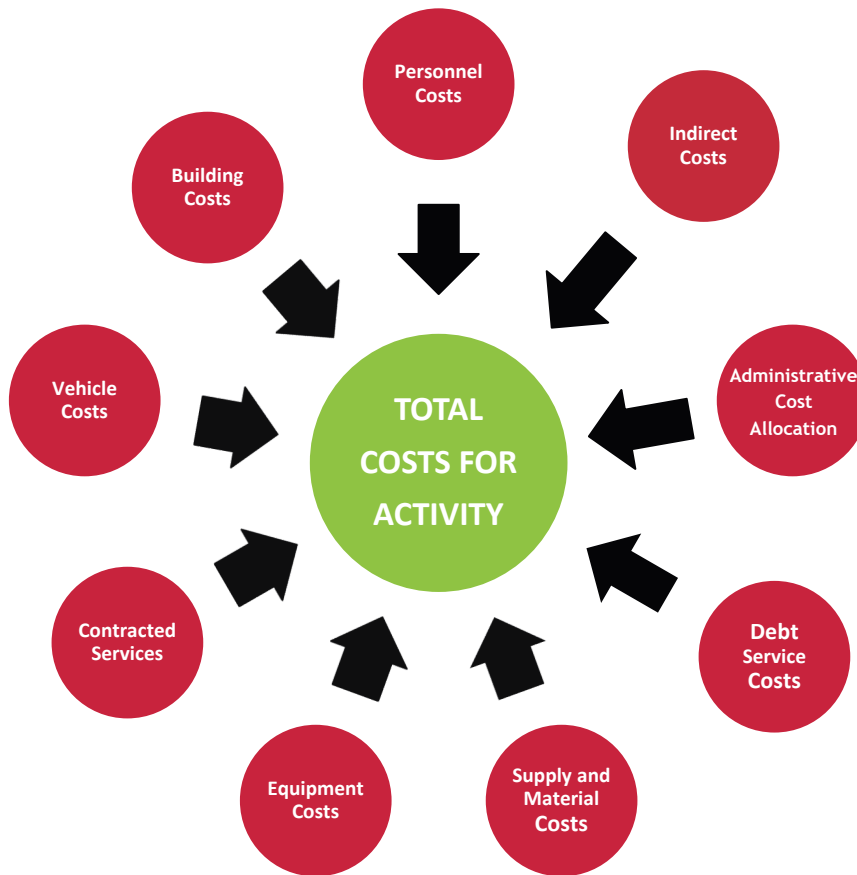 Personnel
Costs
Indirect
Costs
Building
Costs
Vehicle
Costs
TOTAL
COSTS FOR
ACTIVITY
Administrative
Cost
Allocation
Contracted
Services
Debt
Service
Costs
Equipment
Costs
Supply and
Material
Costs